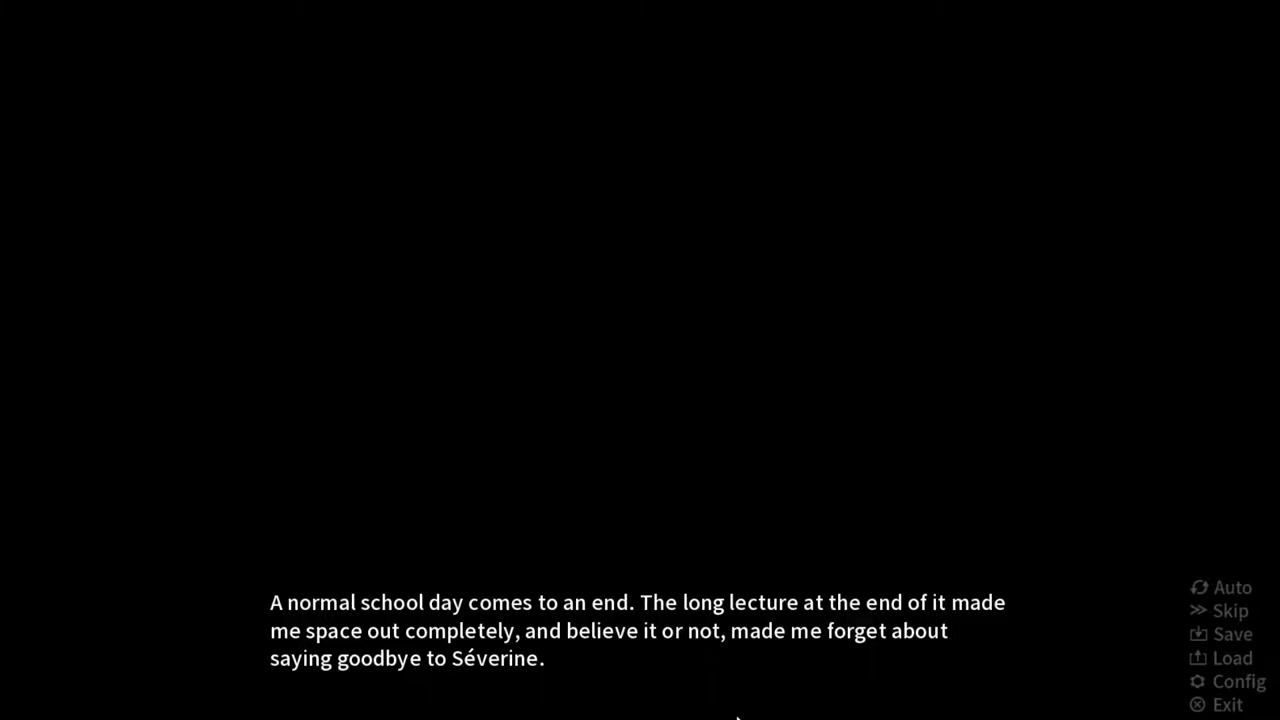 A normal school day comes to an end. The long lecture at the end of it made
me space out completely, and believe it or not, made me forget about
saying goodbye to Séverine.
Auto
Skip
Save
Load
Config
Exit